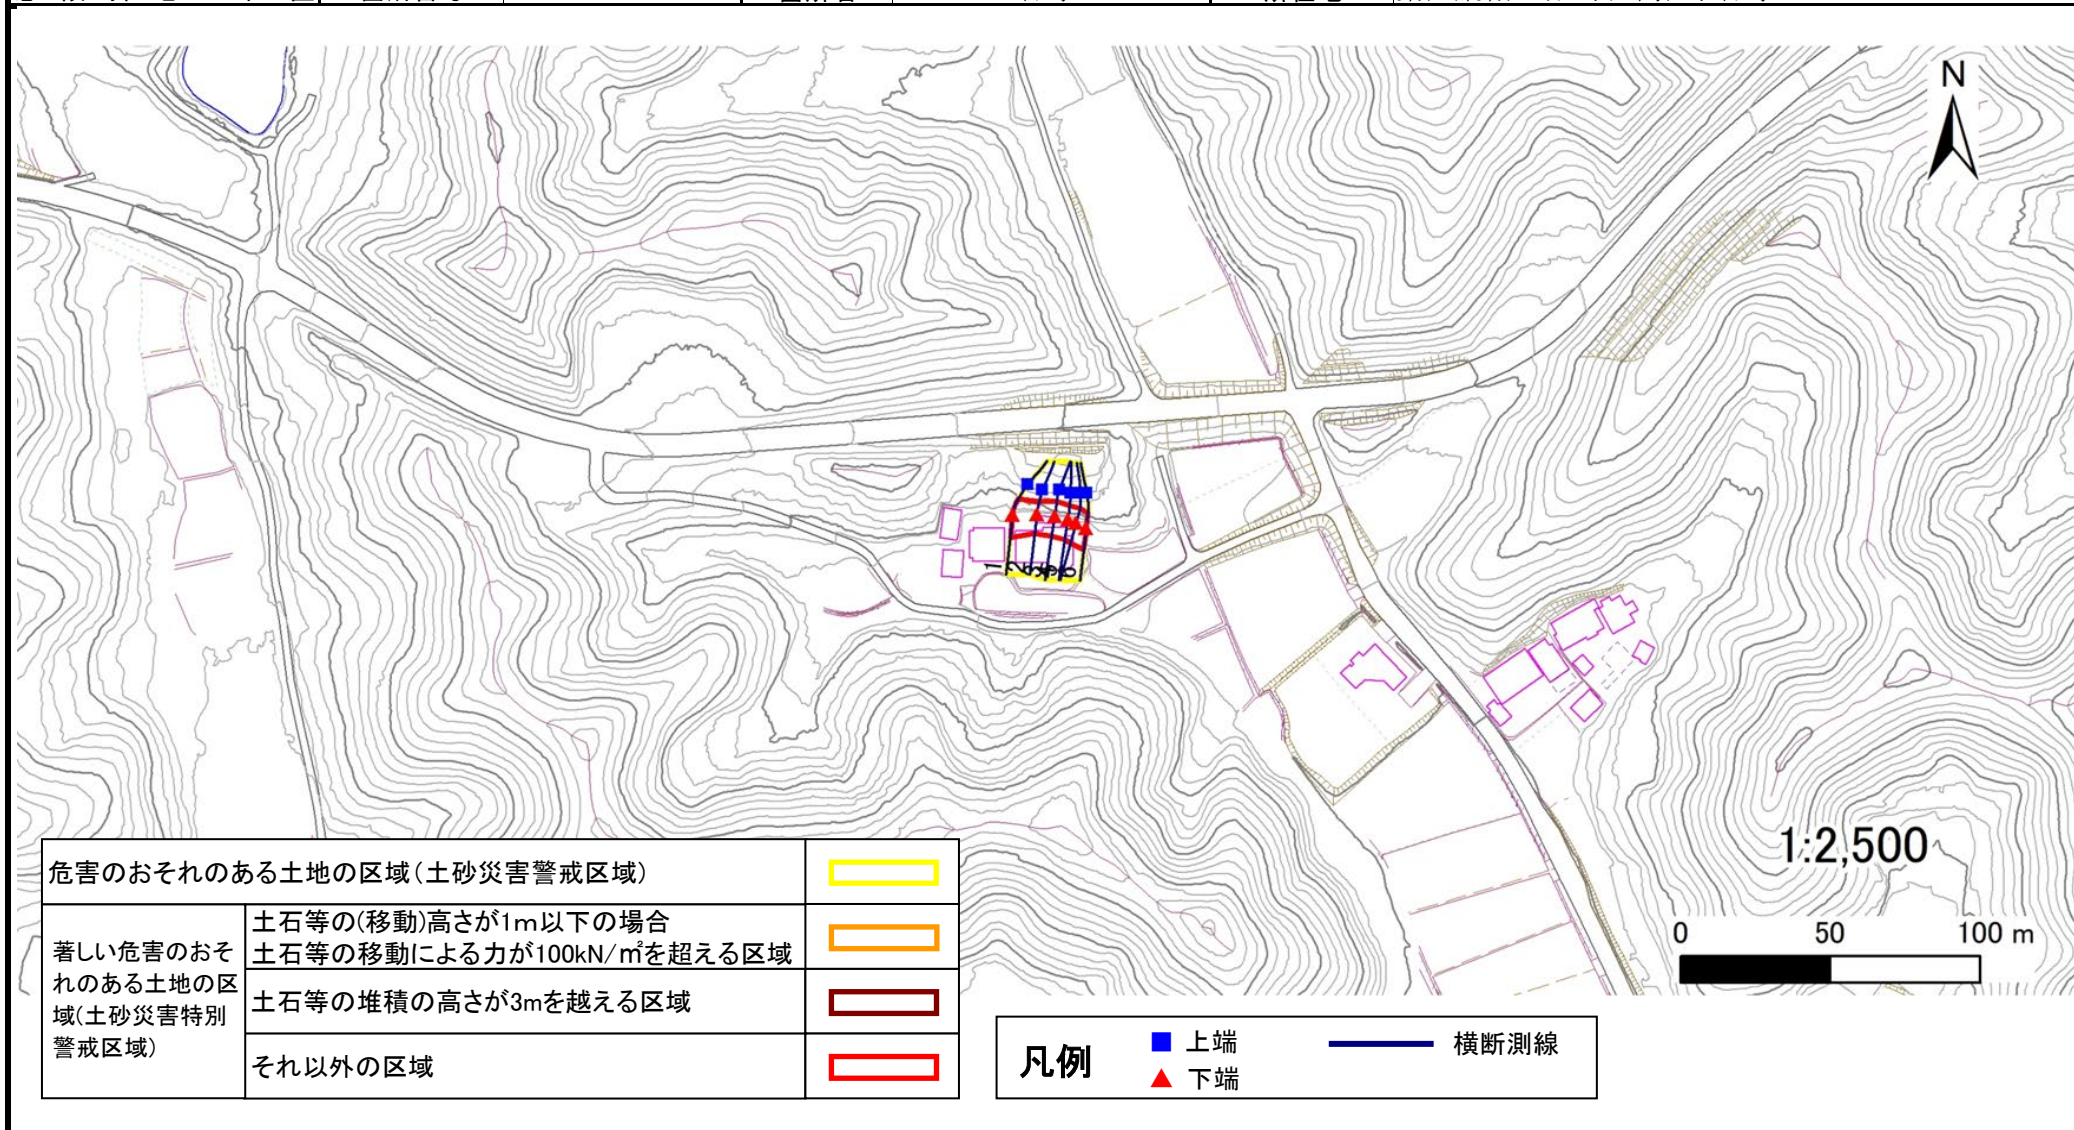 N
1
2
6
1:2,500
0 50 100 m
危害のおそれのある土地の区域(土砂災害警戒区域)
著しい危害のおそ
れのある土地の区
域(土砂災害特別
警戒区域)
土石等の(移動)高さが1m以下の場合
土石等の移動による力が100kN/㎡を超える区域
土石等の堆積の高さが3mを越える区域
それ以外の区域
凡例
上端
下端
横断測線